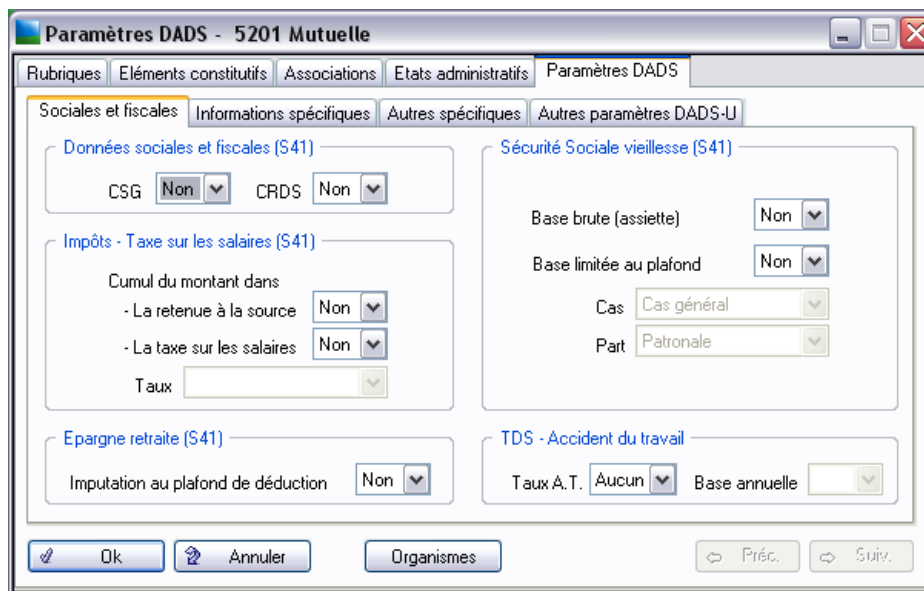 Paramètres DADS - 5201 Mutuelle
Rubriques Eléments constitutifs Associations Etats administratifs Paramètres DADS
Sociales et fiscales Informations spécifiques Autres spécifiques Autres paramètres DADS-U
Données sociales et fiscales (S41)
CSG Non CRDS Non
Impôts - Taxe sur les salaires (S41)
Cumul du montant dans
- La retenue à la source Non
- La taxe sur les salaires Non
Taux
Epargne retraite (S41)
Imputation au plafond de déduction Non
Sécurité Sociale vieillesse (S41)
Base brute (assiette) Non
Base limitée au plafond Non
Cas Cas général
Part Patronale
TDS - Accident du travail
Taux A.T. Aucun Base annuelle
Ok Annuler Organismes Préc. Suiv.